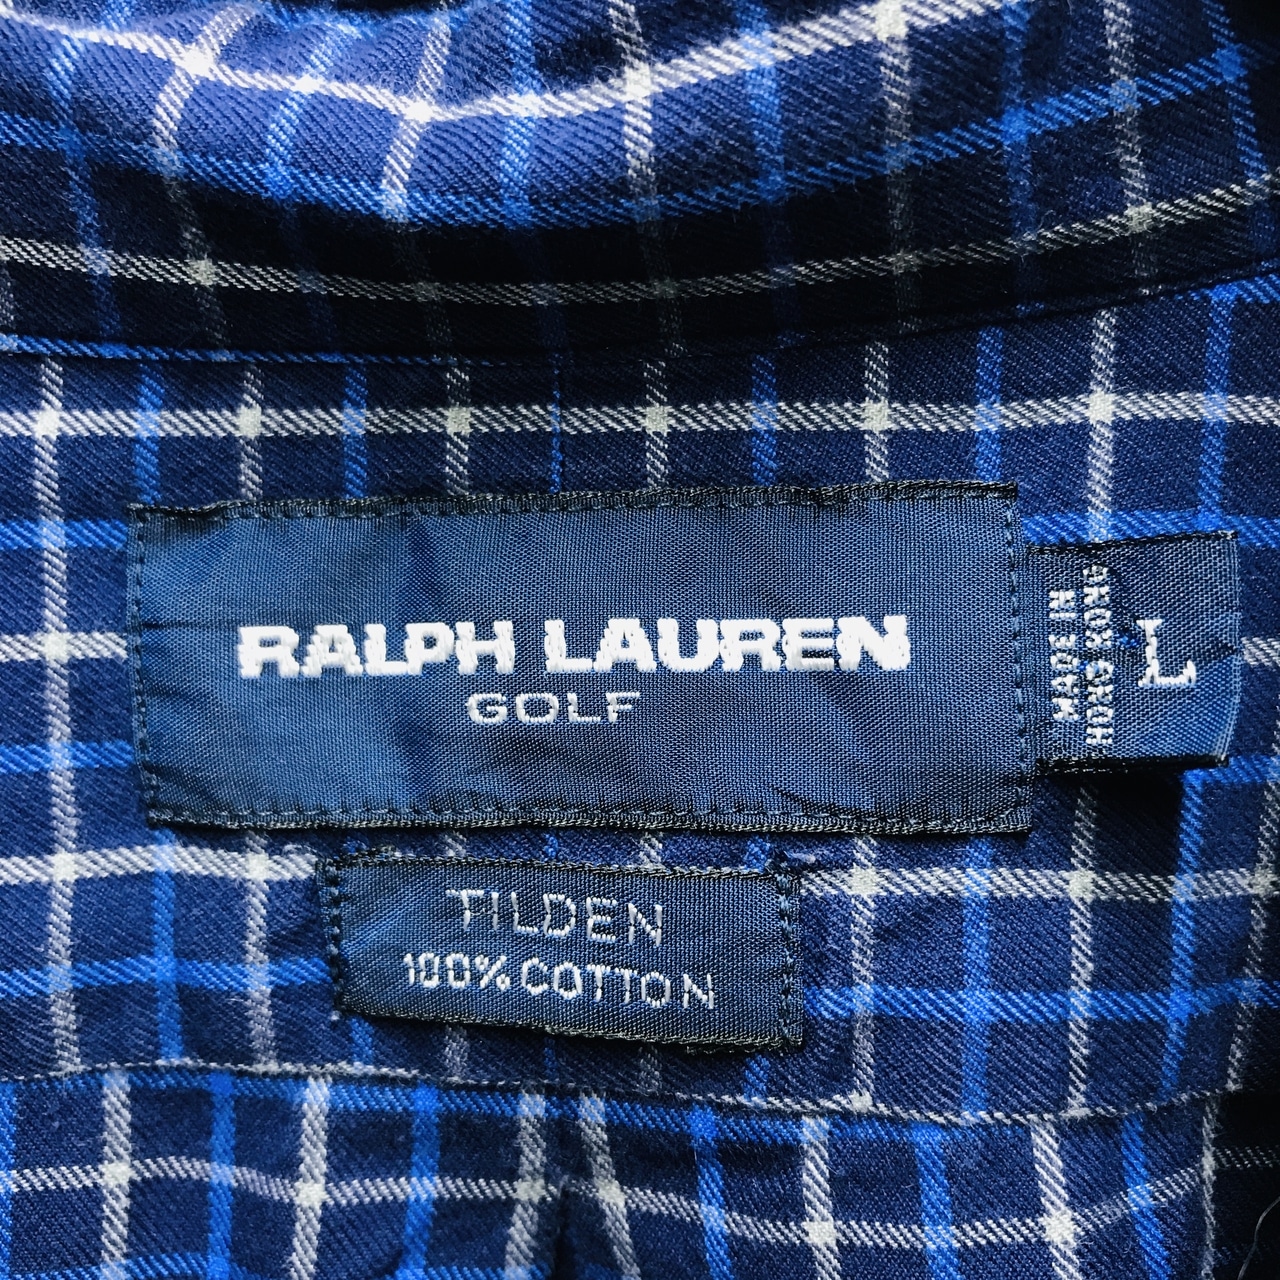 RALPH LAUREN
GOLF
MADE IN
HONG KONG
L
TILDEN
100% COTTON